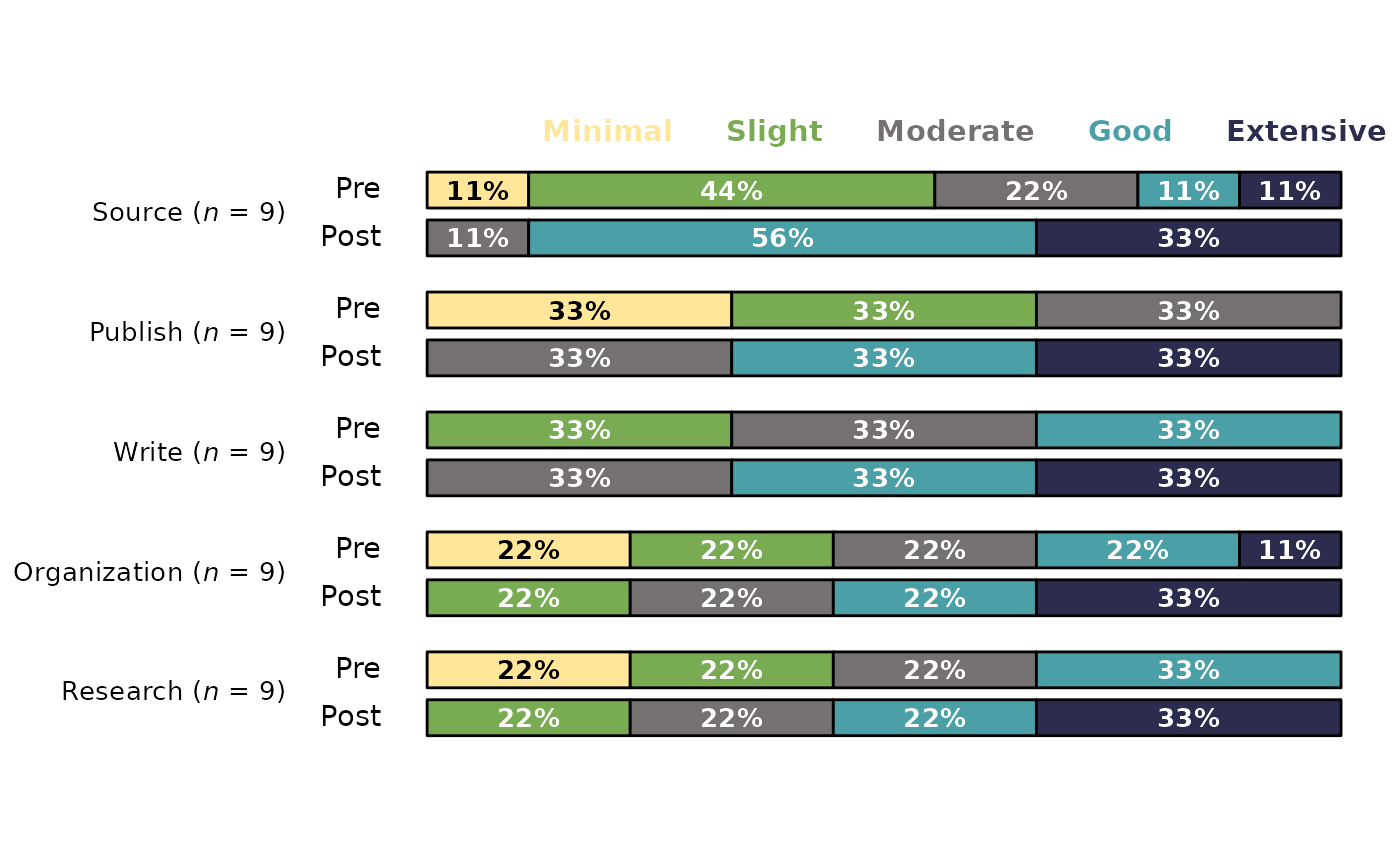 Minimal Slight Moderate Good Extensive
Pre 11% 44% 22% 11% 11%
Source (n = 9)
Post 11% 56% 33%
Pre 33% 33% 33%
Publish (n = 9)
Post 33% 33% 33%
Pre 33% 33% 33%
Write (n = 9)
Post 33% 33% 33%
Pre 22% 22% 22% 22% 11%
Organization (n = 9)
Post 22% 22% 22% 33%
Pre 22% 22% 22% 33%
Research (n = 9)
Post 22% 22% 22% 33%